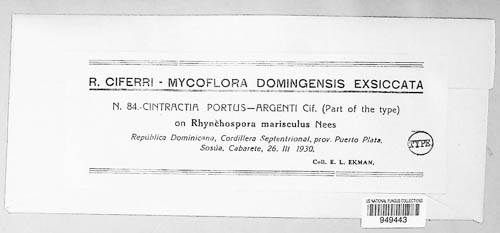 R. CIFERRI - MYCOFLORA DOMINGENSIS EXSICCATA
N. 84.-CINTRACTIA PORTUS-ARGENTI Cif. (Part of the type)
on Rhynchospora marisculus Nees
República Dominicana, Cordillera Septentrional, prov. Puerto Plata,
Sosúa, Cabarete, 26. III 1930.
TYPE
Coll. E. L. EKMAN.
US NATIONAL FUNGUS COLLECTIONS
949443